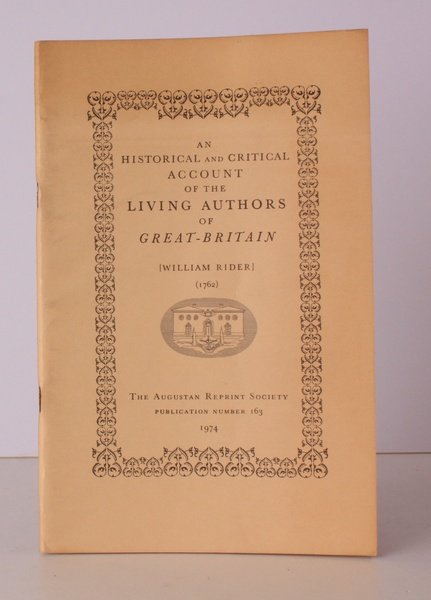 AN
HISTORICAL AND CRITICAL
ACCOUNT
OF THE
LIVING AUTHORS
OF
GREAT-BRITAIN
[WILLIAM RIDER]
(1762)
THE AUGUSTAN REPRINT SOCIETY
PUBLICATION NUMBER 163
1974